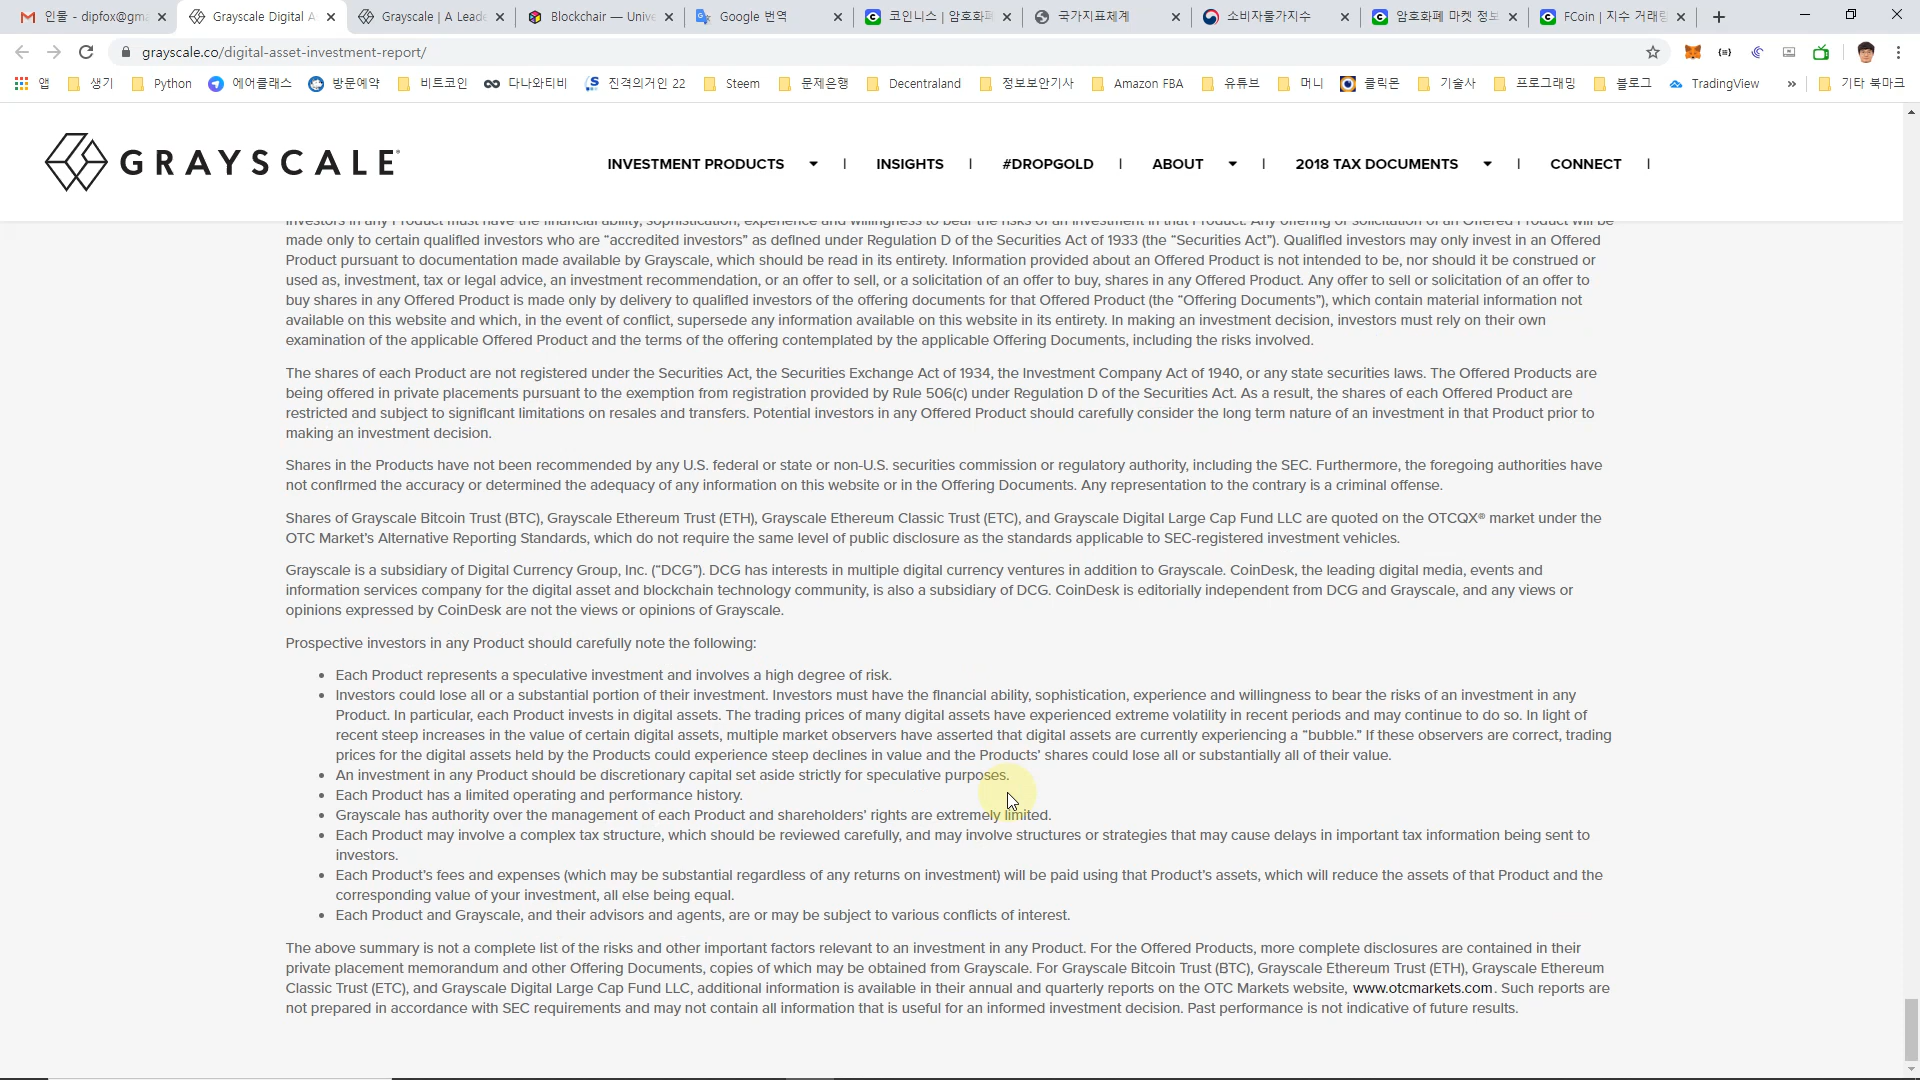 인물 - dipfox@gm
Grayscale Digital A
Grayscale | A Leade
Blockchair — Unive
Google 번역
코인니스 | 암호화폐
국가지표체계
소비자물가지수
암호화폐 마켓 정보
FCoin | 지수 거래량
grayscale.co/digital-asset-investment-report/
앱 생기 Python 에어클래스 방문예약 비트코인 다나와티비 진격의거인 22 Steem 문제은행 Decentraland 정보보안기사 Amazon FBA 유튜브 머니 클릭몬 기술사 프로그래밍 블로그 TradingView » 기타 북마크
GRAYSCALE
INVESTMENT PRODUCTS | INSIGHTS | #DROPGOLD | ABOUT | 2018 TAX DOCUMENTS | CONNECT |
Investors in any Product must have the financial ability, sophistication, experience and willingness to bear the risks of an investment in that Product. Any offering or solicitation of an Offered Product will be
made only to certain qualified investors who are “accredited investors” as defined under Regulation D of the Securities Act of 1933 (the “Securities Act”). Qualified investors may only invest in an Offered
Product pursuant to documentation made available by Grayscale, which should be read in its entirety. Information provided about an Offered Product is not intended to be, nor should it be construed or
used as, investment, tax or legal advice, an investment recommendation, or an offer to sell, or a solicitation of an offer to buy, shares in any Offered Product. Any offer to sell or solicitation of an offer to
buy shares in any Offered Product is made only by delivery to qualified investors of the offering documents for that Offered Product (the “Offering Documents”), which contain material information not
available on this website and which, in the event of conflict, supersede any information available on this website in its entirety. In making an investment decision, investors must rely on their own
examination of the applicable Offered Product and the terms of the offering contemplated by the applicable Offering Documents, including the risks involved.
The shares of each Product are not registered under the Securities Act, the Securities Exchange Act of 1934, the Investment Company Act of 1940, or any state securities laws. The Offered Products are
being offered in private placements pursuant to the exemption from registration provided by Rule 506(c) under Regulation D of the Securities Act. As a result, the shares of each Offered Product are
restricted and subject to significant limitations on resales and transfers. Potential investors in any Offered Product should carefully consider the long term nature of an investment in that Product prior to
making an investment decision.
Shares in the Products have not been recommended by any U.S. federal or state or non-U.S. securities commission or regulatory authority, including the SEC. Furthermore, the foregoing authorities have
not confirmed the accuracy or determined the adequacy of any information on this website or in the Offering Documents. Any representation to the contrary is a criminal offense.
Shares of Grayscale Bitcoin Trust (BTC), Grayscale Ethereum Trust (ETH), Grayscale Ethereum Classic Trust (ETC), and Grayscale Digital Large Cap Fund LLC are quoted on the OTCQX® market under the
OTC Market’s Alternative Reporting Standards, which do not require the same level of public disclosure as the standards applicable to SEC-registered investment vehicles.
Grayscale is a subsidiary of Digital Currency Group, Inc. (“DCG”). DCG has interests in multiple digital currency ventures in addition to Grayscale. CoinDesk, the leading digital media, events and
information services company for the digital asset and blockchain technology community, is also a subsidiary of DCG. CoinDesk is editorially independent from DCG and Grayscale, and any views or
opinions expressed by CoinDesk are not the views or opinions of Grayscale.
Prospective investors in any Product should carefully note the following:
• Each Product represents a speculative investment and involves a high degree of risk.
• Investors could lose all or a substantial portion of their investment. Investors must have the financial ability, sophistication, experience and willingness to bear the risks of an investment in any
Product. In particular, each Product invests in digital assets. The trading prices of many digital assets have experienced extreme volatility in recent periods and may continue to do so. In light of
recent steep increases in the value of certain digital assets, multiple market observers have asserted that digital assets are currently experiencing a “bubble.” If these observers are correct, trading
prices for the digital assets held by the Products could experience steep declines in value and the Products’ shares could lose all or substantially all of their value.
• An investment in any Product should be discretionary capital set aside strictly for speculative purposes.
• Each Product has a limited operating and performance history.
• Grayscale has authority over the management of each Product and shareholders’ rights are extremely limited.
• Each Product may involve a complex tax structure, which should be reviewed carefully, and may involve structures or strategies that may cause delays in important tax information being sent to
investors.
• Each Product’s fees and expenses (which may be substantial regardless of any returns on investment) will be paid using that Product’s assets, which will reduce the assets of that Product and the
corresponding value of your investment, all else being equal.
• Each Product and Grayscale, and their advisors and agents, are or may be subject to various conflicts of interest.
The above summary is not a complete list of the risks and other important factors relevant to an investment in any Product. For the Offered Products, more complete disclosures are contained in their
private placement memorandum and other Offering Documents, copies of which may be obtained from Grayscale. For Grayscale Bitcoin Trust (BTC), Grayscale Ethereum Trust (ETH), Grayscale Ethereum
Classic Trust (ETC), and Grayscale Digital Large Cap Fund LLC, additional information is available in their annual and quarterly reports on the OTC Markets website, www.otcmarkets.com. Such reports are
not prepared in accordance with SEC requirements and may not contain all information that is useful for an informed investment decision. Past performance is not indicative of future results.